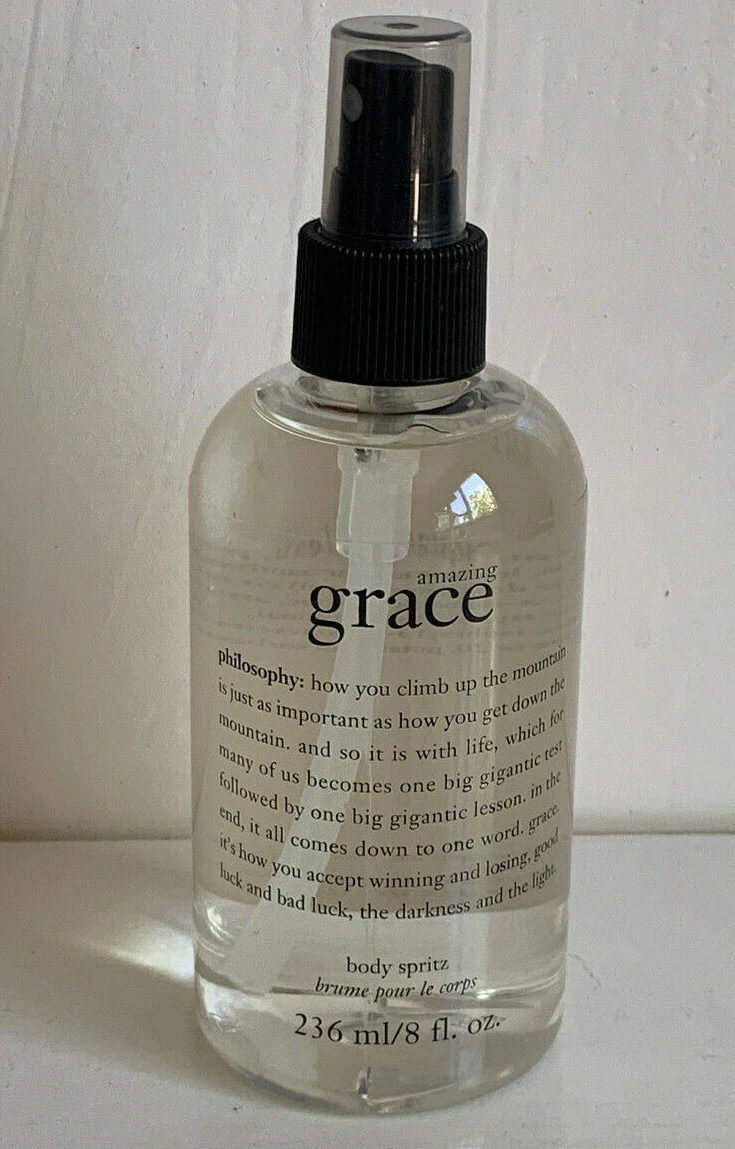 amazing
grace
philosophy: how you climb up the mountain
is just as important as how you get down the
mountain. and so it is with life, which for
many of us becomes one big gigantic test
followed by one big gigantic lesson. in the
end, it all comes down to one word. grace.
it's how you accept winning and losing, good
luck and bad luck, the darkness and the light.
body spritz
brume pour le corps
236 ml/8 fl. oz.